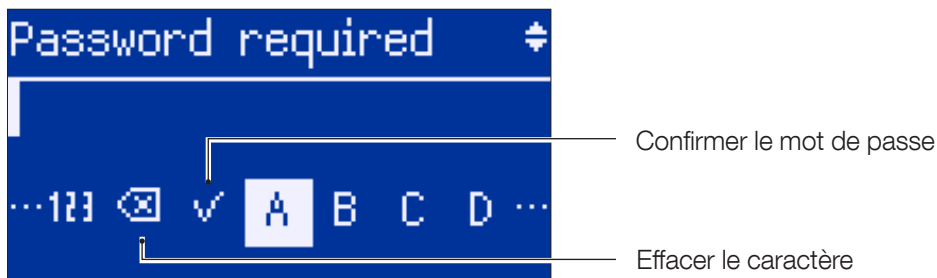 Password required
Confirmer le mot de passe
...123 A B C D ...
Effacer le caractère